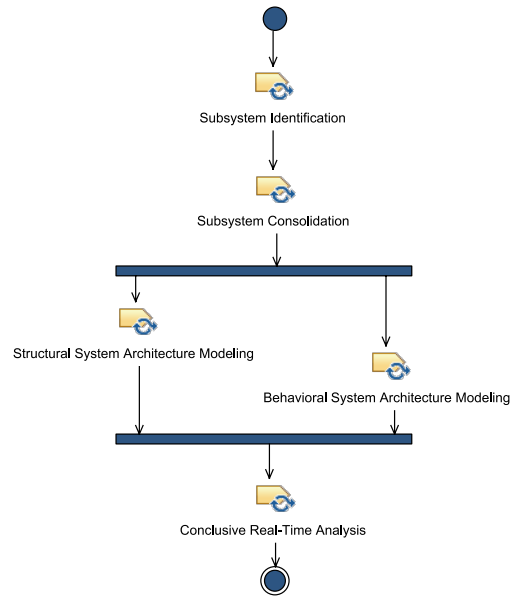 Subsystem Identification
Subsystem Consolidation
Structural System Architecture Modeling
Behavioral System Architecture Modeling
Conclusive Real-Time Analysis